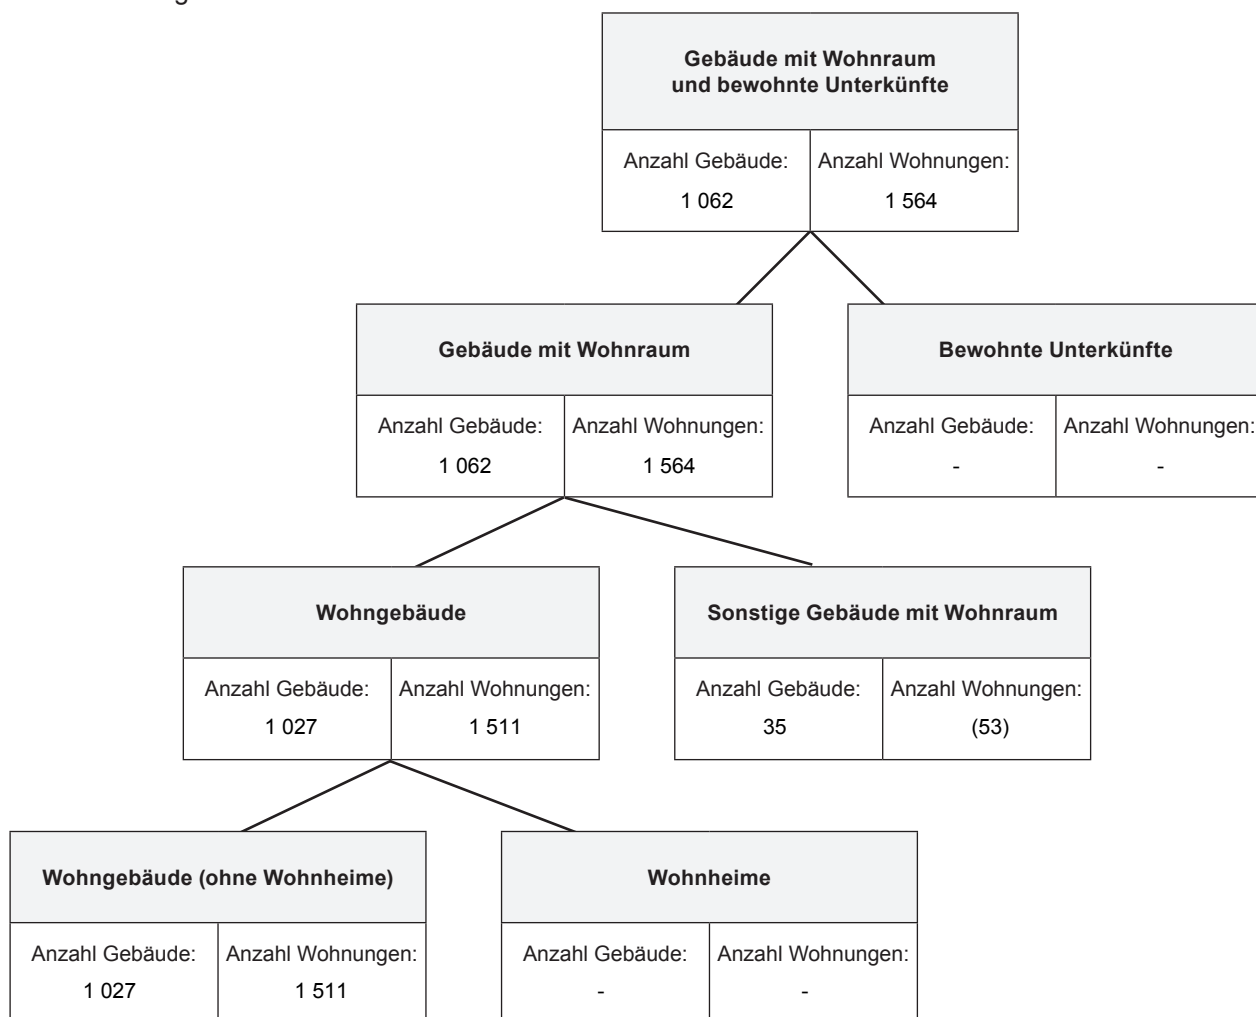 Gebäude mit Wohnraum
und bewohnte Unterkünfte
Anzahl Gebäude: Anzahl Wohnungen:
1 062 1 564
Gebäude mit Wohnraum Bewohnte Unterkünfte
Anzahl Gebäude: Anzahl Wohnungen: Anzahl Gebäude: Anzahl Wohnungen:
1 062 1 564 - -
Wohngebäude Sonstige Gebäude mit Wohnraum
Anzahl Gebäude: Anzahl Wohnungen: Anzahl Gebäude: Anzahl Wohnungen:
1 027 1 511 35 (53)
Wohngebäude (ohne Wohnheime) Wohnheime
Anzahl Gebäude: Anzahl Wohnungen: Anzahl Gebäude: Anzahl Wohnungen:
1 027 1 511 - -